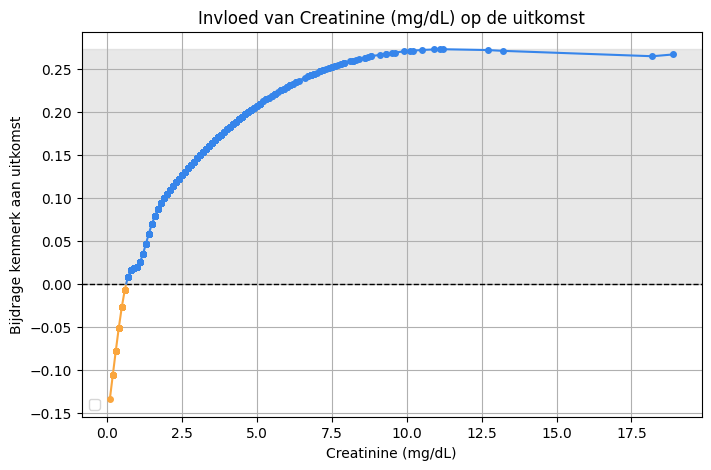 Invloed van Creatinine (mg/dL) op de uitkomst
Bijdrage kenmerk aan uitkomst
0.25
0.20
0.15
0.10
0.05
0.00
−0.05
−0.10
−0.15
0.0 2.5 5.0 7.5 10.0 12.5 15.0 17.5
Creatinine (mg/dL)